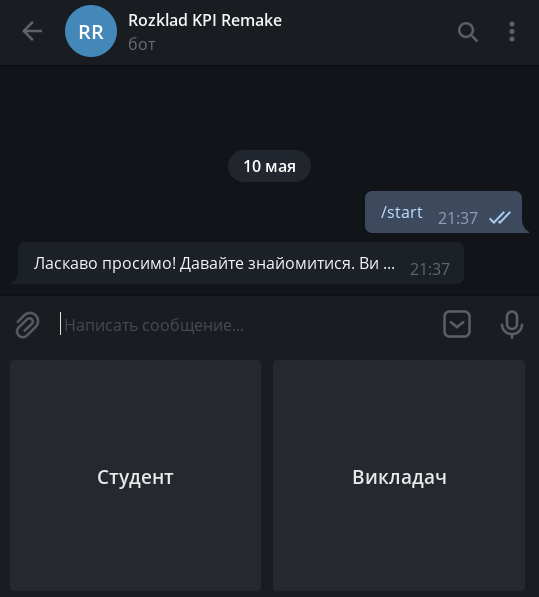 RR
Rozklad KPI Remake
бот
10 мая
/start 21:37
Ласкаво просимо! Давайте знайомитися. Ви ... 21:37
Написать сообщение...
Студент
Викладач